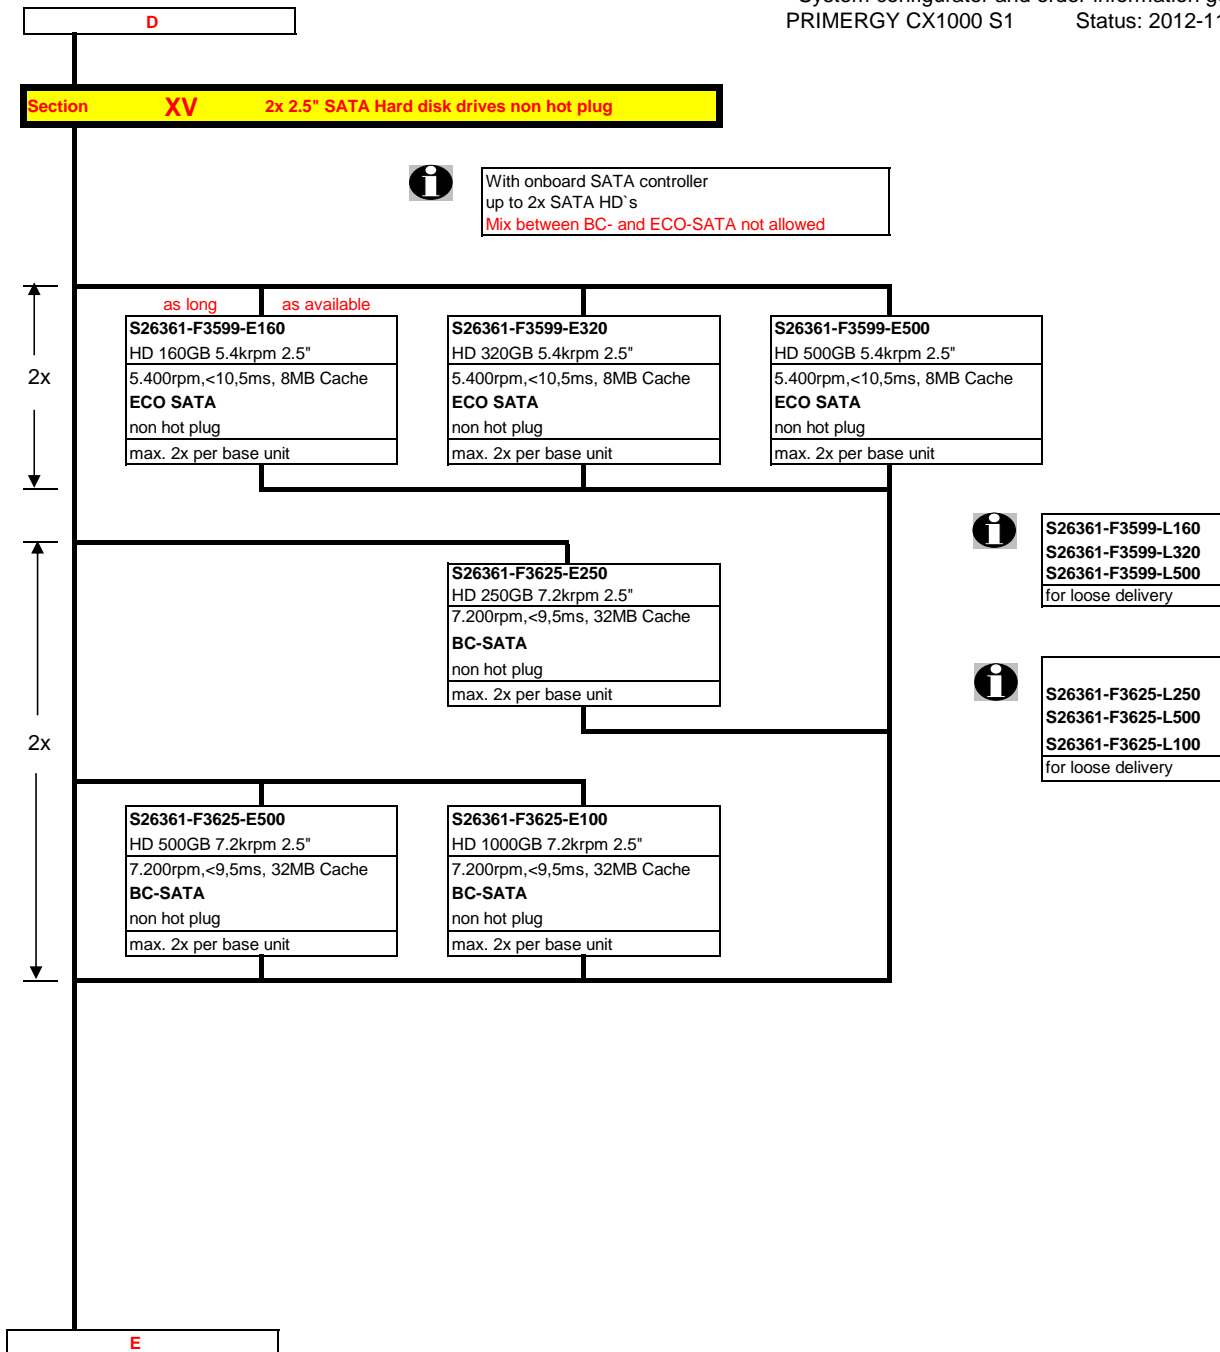 System configurator and order information g
PRIMERGY CX1000 S1 Status: 2012-11
D
Section XV 2x 2.5" SATA Hard disk drives non hot plug
With onboard SATA controller
up to 2x SATA HD`s
Mix between BC- and ECO-SATA not allowed
as long as available
2x
S26361-F3599-E160
HD 160GB 5.4krpm 2.5"
5.400rpm,<10,5ms, 8MB Cache
ECO SATA
non hot plug
max. 2x per base unit
S26361-F3599-E320
HD 320GB 5.4krpm 2.5"
5.400rpm,<10,5ms, 8MB Cache
ECO SATA
non hot plug
max. 2x per base unit
S26361-F3599-E500
HD 500GB 5.4krpm 2.5"
5.400rpm,<10,5ms, 8MB Cache
ECO SATA
non hot plug
max. 2x per base unit
S26361-F3599-L160
S26361-F3599-L320
S26361-F3599-L500
for loose delivery
2x
S26361-F3625-E250
HD 250GB 7.2krpm 2.5"
7.200rpm,<9,5ms, 32MB Cache
BC-SATA
non hot plug
max. 2x per base unit
S26361-F3625-L250
S26361-F3625-L500
S26361-F3625-L100
for loose delivery
S26361-F3625-E500
HD 500GB 7.2krpm 2.5"
7.200rpm,<9,5ms, 32MB Cache
BC-SATA
non hot plug
max. 2x per base unit
S26361-F3625-E100
HD 1000GB 7.2krpm 2.5"
7.200rpm,<9,5ms, 32MB Cache
BC-SATA
non hot plug
max. 2x per base unit
E